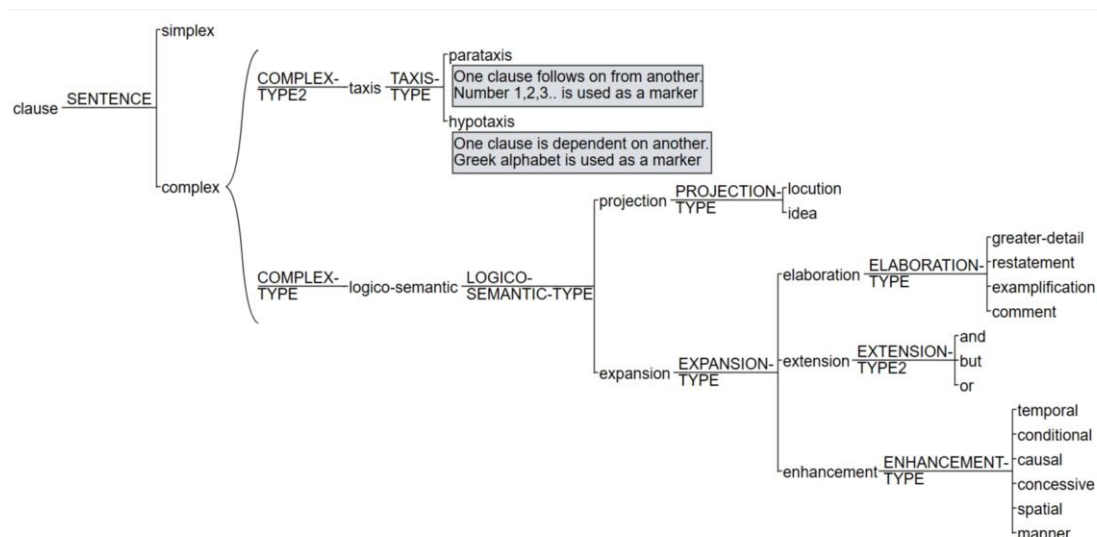 simplex
clause SENTENCE
complex
COMPLEX-
TYPE2
taxis
TAXIS-
TYPE
parataxis
One clause follows on from another.
Number 1,2,3.. is used as a marker
hypotaxis
One clause is dependent on another.
Greek alphabet is used as a marker
COMPLEX-
TYPE
logico-semantic
LOGICO-
SEMANTIC-TYPE
projection
PROJECTION-
TYPE
locution
idea
expansion
EXPANSION-
TYPE
elaboration
ELABORATION-
TYPE
greater-detail
restatement
examplification
comment
extension
EXTENSION-
TYPE2
and
but
or
enhancement
ENHANCEMENT-
TYPE
temporal
conditional
causal
concessive
spatial
manner